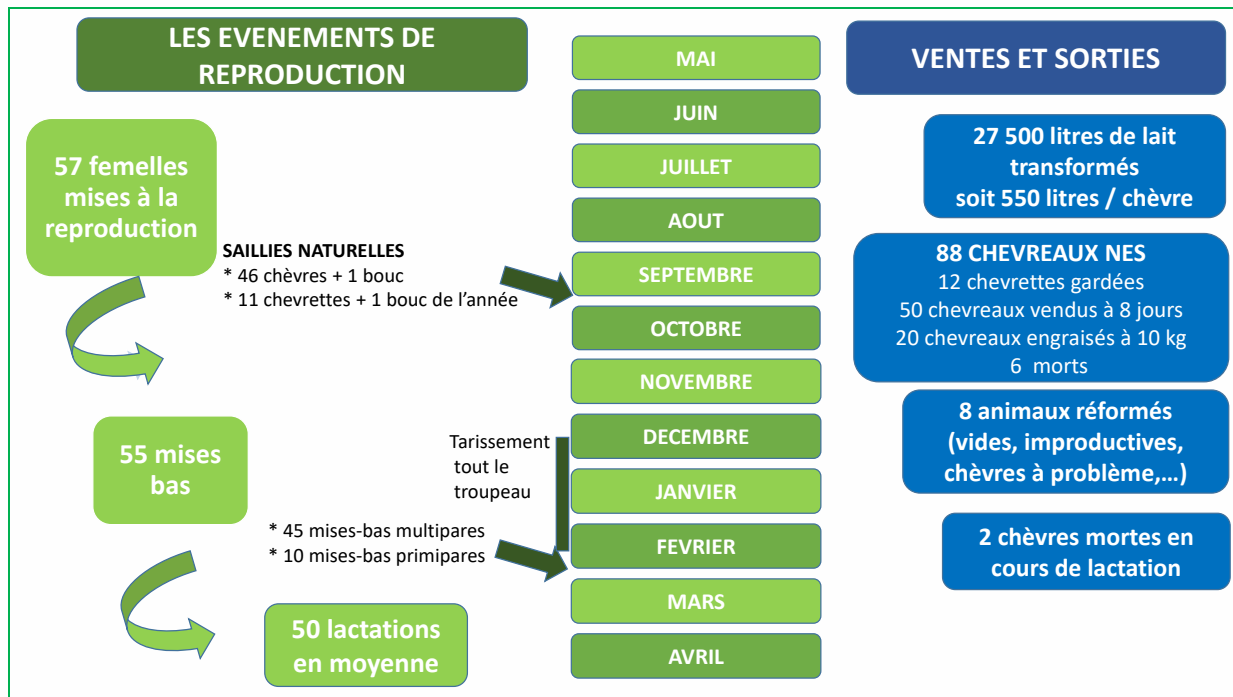 LES EVENEMENTS DE
REPRODUCTION
57 femelles
mises à la
reproduction
SAILLIES NATURELLES
* 46 chèvres + 1 bouc
* 11 chevrettes + 1 bouc de l’année
55 mises
bas
Tarissement
tout le
troupeau
* 45 mises-bas multipares
* 10 mises-bas primipares
50 lactations
en moyenne
MAI
JUIN
JUILLET
AOUT
SEPTEMBRE
OCTOBRE
NOVEMBRE
DECEMBRE
JANVIER
FEVRIER
MARS
AVRIL
VENTES ET SORTIES
27 500 litres de lait
transformés
soit 550 litres / chèvre
88 CHEVREAUX NES
12 chevrettes gardées
50 chevreaux vendus à 8 jours
20 chevreaux engraisés à 10 kg
6 morts
8 animaux réformés
(vides, improductives,
chèvres à problème,...)
2 chèvres mortes en
cours de lactation